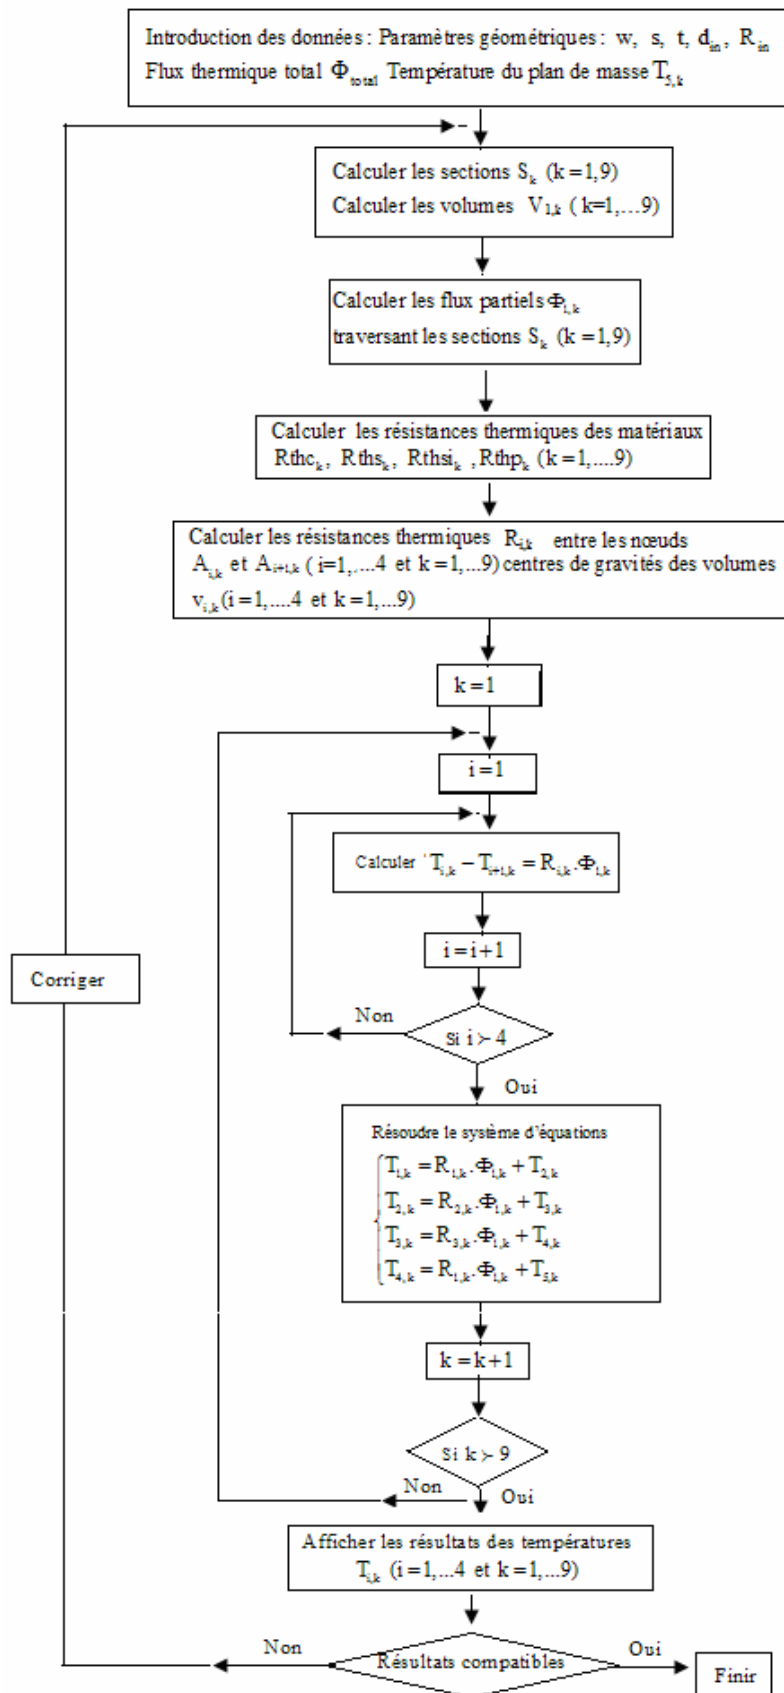 Introduction des données : Paramètres géométriques : w, s, t, d_in, R_in
Flux thermique total Φ_total Température du plan de masse T_5,k
Calculer les sections S_k (k =1,9)
Calculer les volumes V_1,k ( k=1,...9)
Calculer les flux partiels Φ_1,k
traversant les sections S_k (k =1,9)
Calculer les résistances thermiques des matériaux
Rthc_k, Rths_k, Rthsi_k ,Rthp_k (k =1,....9)
Calculer les résistances thermiques R_i,k entre les nœuds
A_i,k et A_i+1,k ( i=1,....4 et k =1,...9) centres de gravités des volumes
v_i,k (i =1,....4 et k =1,...9)
k =1
i =1
Calculer ' T_i,k − T_i+1,k = R_i,k.Φ_1,k
i = i+1
Corriger
Non
Si i ≻ 4
Oui
Résoudre le système d'équations
T_1,k = R_1,k.Φ_1,k + T_2,k
T_2,k = R_2,k.Φ_1,k + T_3,k
T_3,k = R_3,k.Φ_1,k + T_4,k
T_4,k = R_1,k.Φ_1,k + T_5,k
k = k+1
Si k ≻ 9
Non
Oui
Afficher les résultats des températures
T_i,k (i =1,...4 et k =1,...9)
Non
Résultats compatibles
Oui
Finir